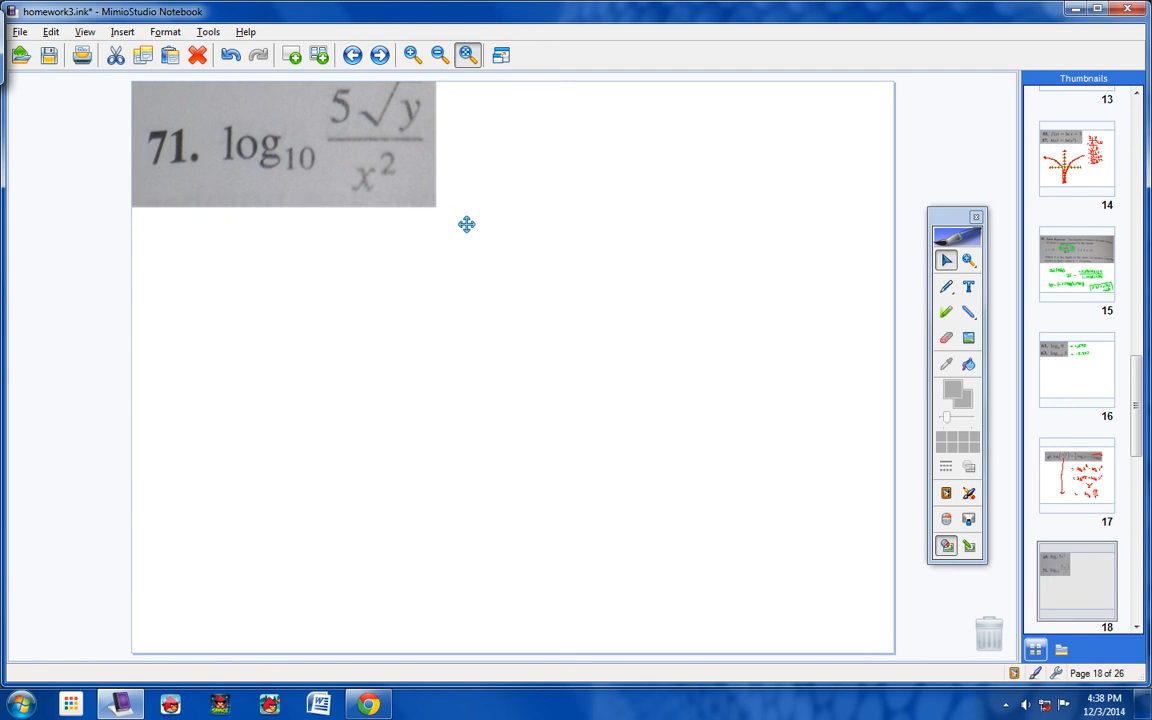 homework3.ink* - MimioStudio Notebook
File Edit View Insert Format Tools Help
Thumbnails
71. log₁₀ 5√y / x²
13
14
15
16
17
18
Page 18 of 26
4:38 PM
12/3/2014